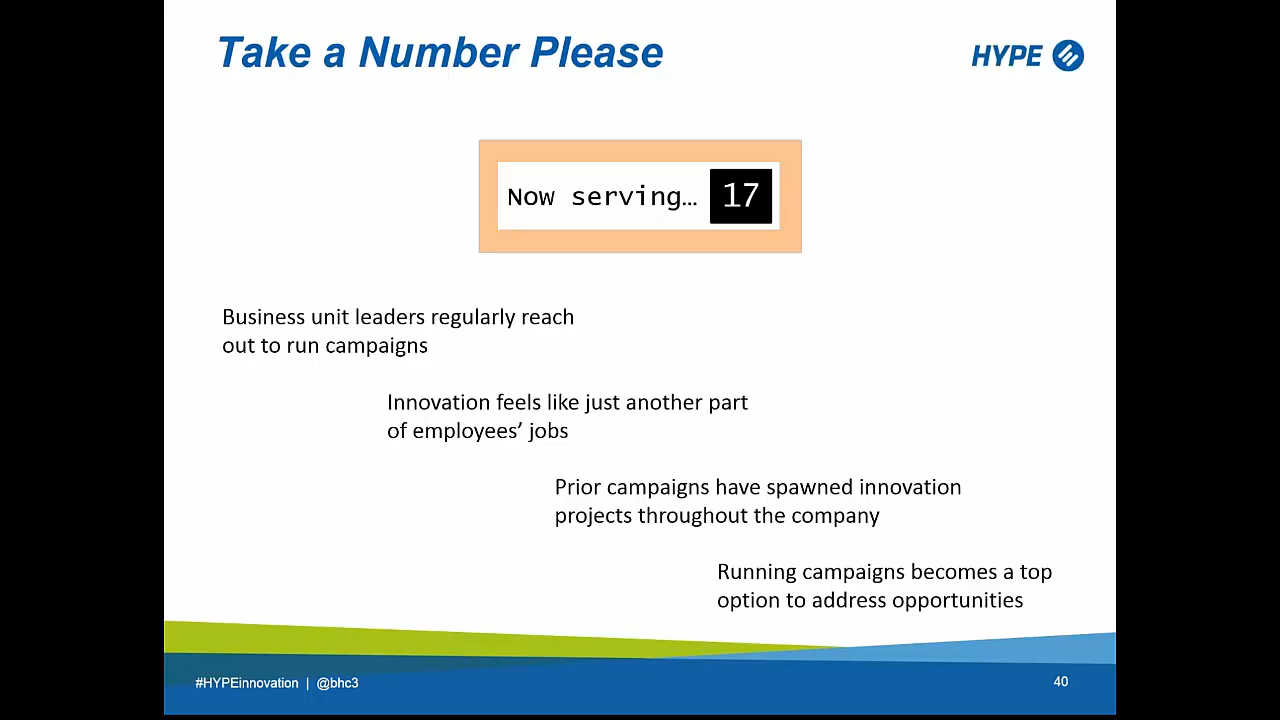 Take a Number Please
HYPE
Now serving… 17
Business unit leaders regularly reach
out to run campaigns
Innovation feels like just another part
of employees’ jobs
Prior campaigns have spawned innovation
projects throughout the company
Running campaigns becomes a top
option to address opportunities
#HYPEinnovation | @bhc3
40